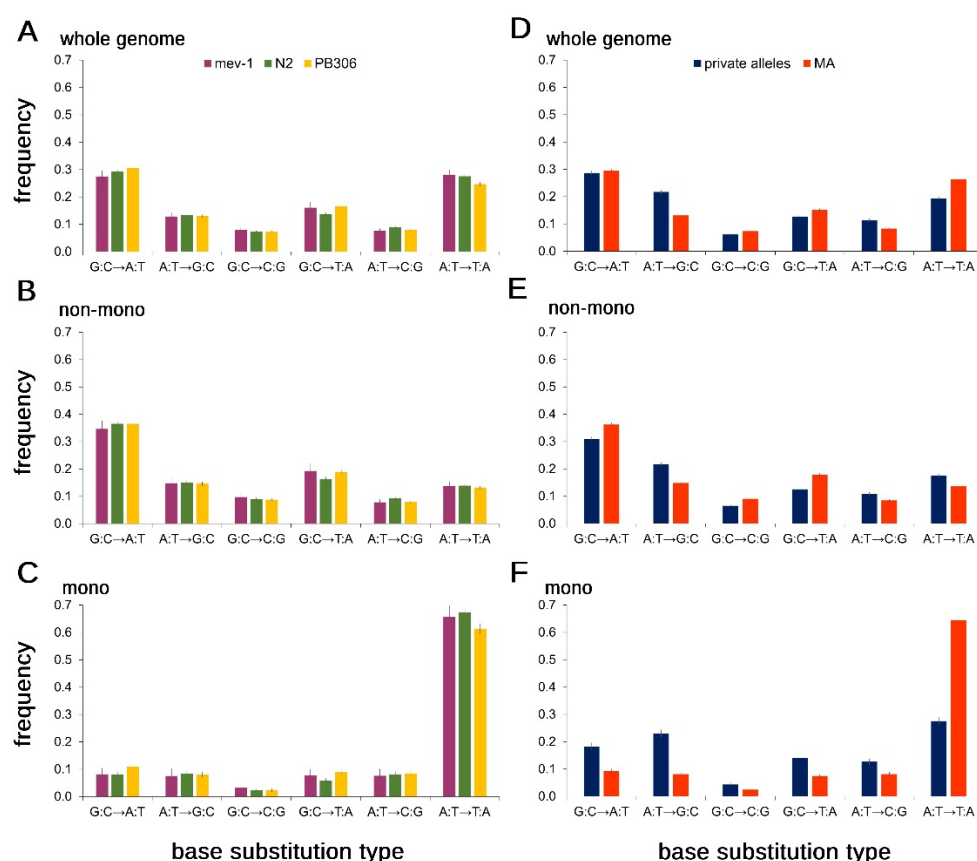 A whole genome
mev-1 N2 PB306
frequency
0.7
0.6
0.5
0.4
0.3
0.2
0.1
0.0
G:C→A:T A:T→G:C G:C→C:G G:C→T:A A:T→C:G A:T→T:A
B non-mono
frequency
0.7
0.6
0.5
0.4
0.3
0.2
0.1
0.0
G:C→A:T A:T→G:C G:C→C:G G:C→T:A A:T→C:G A:T→T:A
C mono
frequency
0.7
0.6
0.5
0.4
0.3
0.2
0.1
0.0
G:C→A:T A:T→G:C G:C→C:G G:C→T:A A:T→C:G A:T→T:A
base substitution type
D whole genome
private alleles MA
frequency
0.7
0.6
0.5
0.4
0.3
0.2
0.1
0.0
G:C→A:T A:T→G:C G:C→C:G G:C→T:A A:T→C:G A:T→T:A
E non-mono
frequency
0.7
0.6
0.5
0.4
0.3
0.2
0.1
0.0
G:C→A:T A:T→G:C G:C→C:G G:C→T:A A:T→C:G A:T→T:A
F mono
frequency
0.7
0.6
0.5
0.4
0.3
0.2
0.1
0.0
G:C→A:T A:T→G:C G:C→C:G G:C→T:A A:T→C:G A:T→T:A
base substitution type